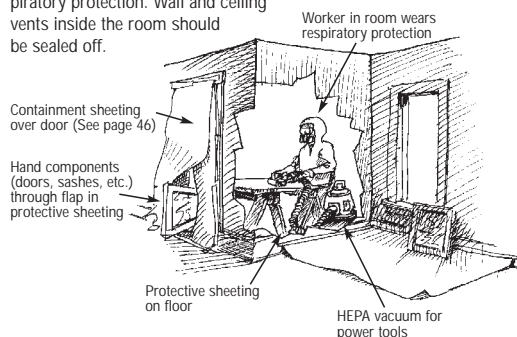 piratory protection. Wall and ceiling
vents inside the room should
be sealed off.
Worker in room wears
respiratory protection
Containment sheeting
over door (See page 46)
Hand components
(doors, sashes, etc.)
through flap in
protective sheeting
Protective sheeting
on floor
HEPA vacuum for
power tools